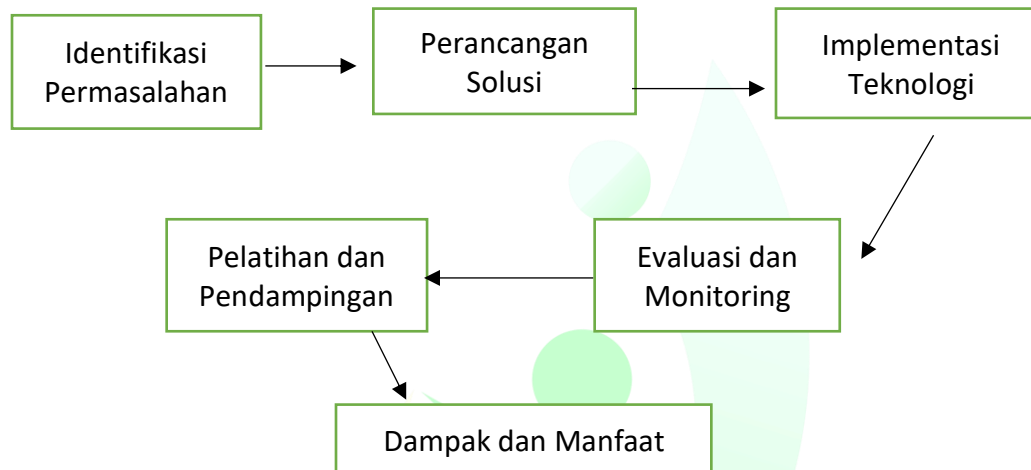 Identifikasi
Permasalahan
Perancangan
Solusi
Implementasi
Teknologi
Evaluasi dan
Monitoring
Pelatihan dan
Pendampingan
Dampak dan Manfaat